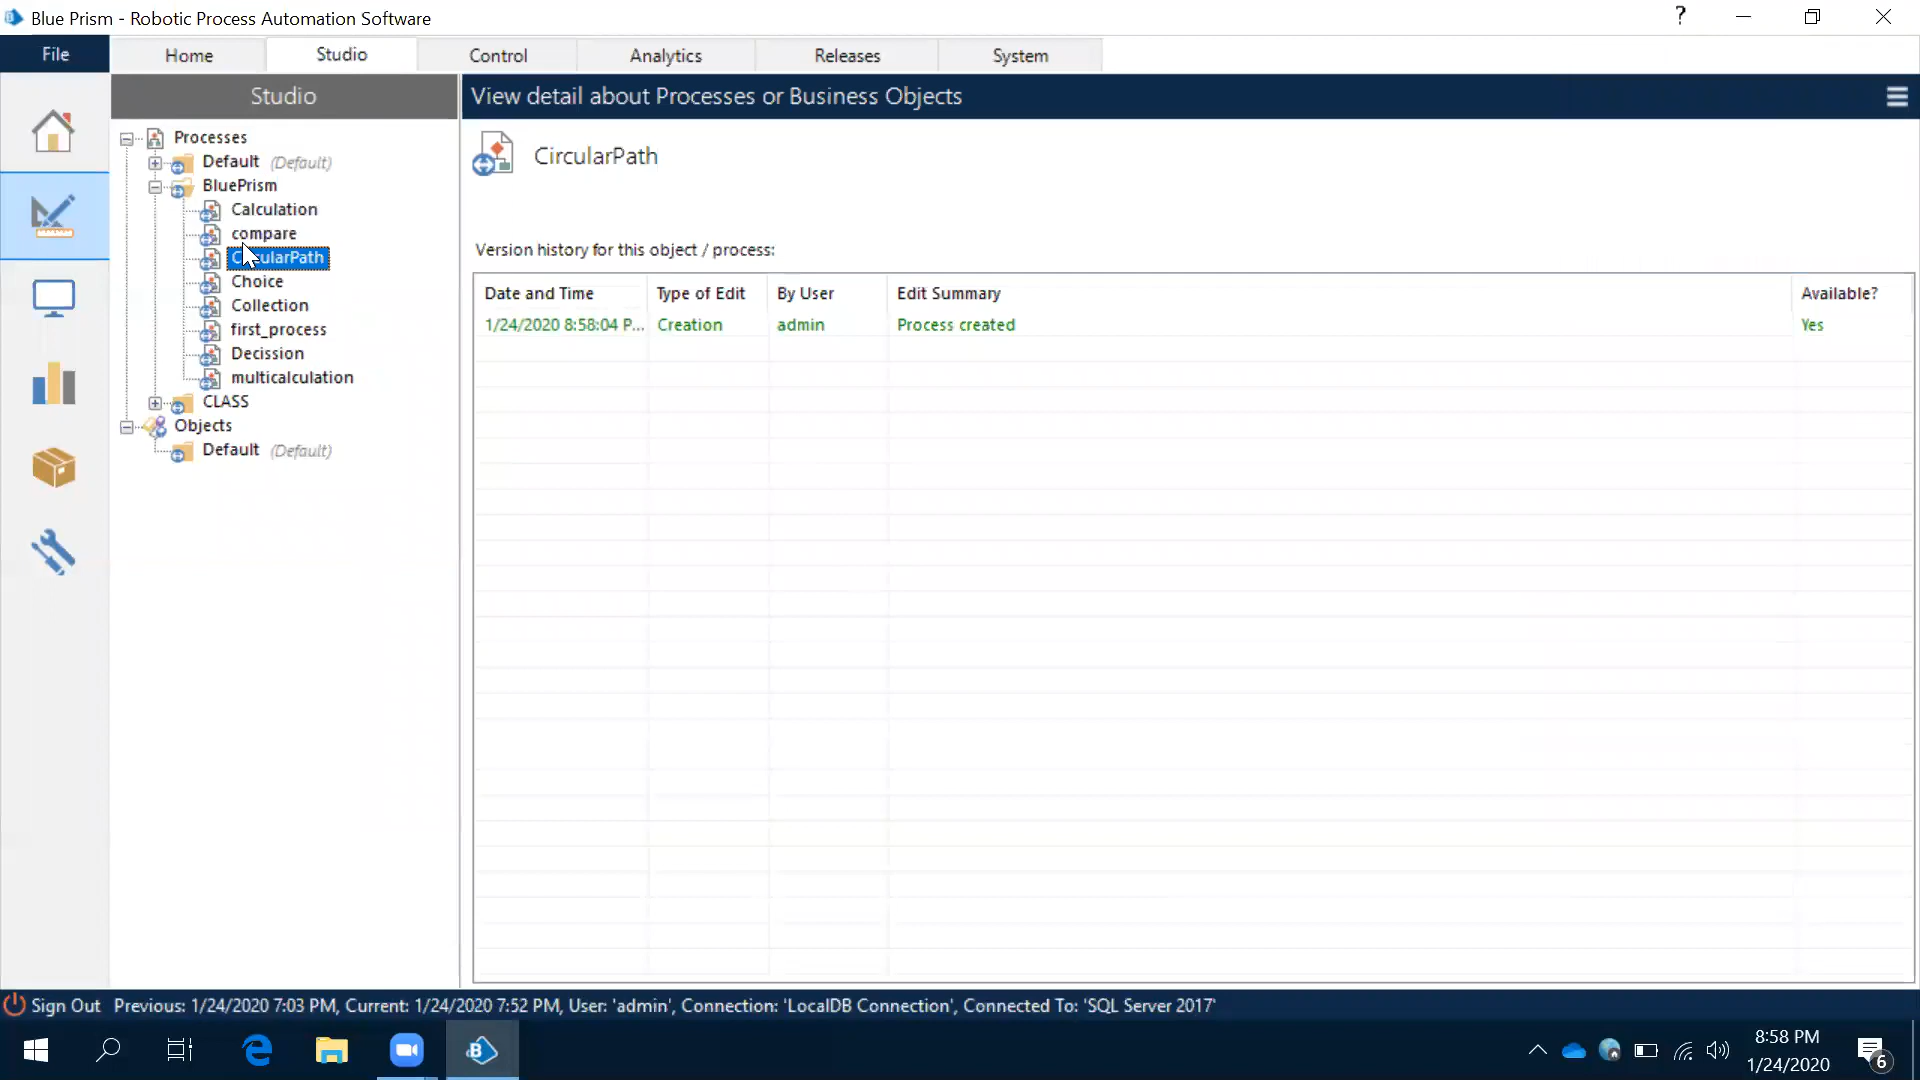 Blue Prism - Robotic Process Automation Software
?
File
Home
Studio
Control
Analytics
Releases
System
Studio
View detail about Processes or Business Objects
Processes
Default (Default)
BluePrism
Calculation
compare
CircularPath
Choice
Collection
first_process
Decission
multicalculation
CLASS
Objects
Default (Default)
CircularPath
Version history for this object / process:
Date and Time Type of Edit By User Edit Summary Available?
1/24/2020 8:58:04 P... Creation admin Process created Yes
Sign Out Previous: 1/24/2020 7:03 PM, Current: 1/24/2020 7:52 PM, User: 'admin', Connection: 'LocalDB Connection', Connected To: 'SQL Server 2017'
8:58 PM
1/24/2020
6